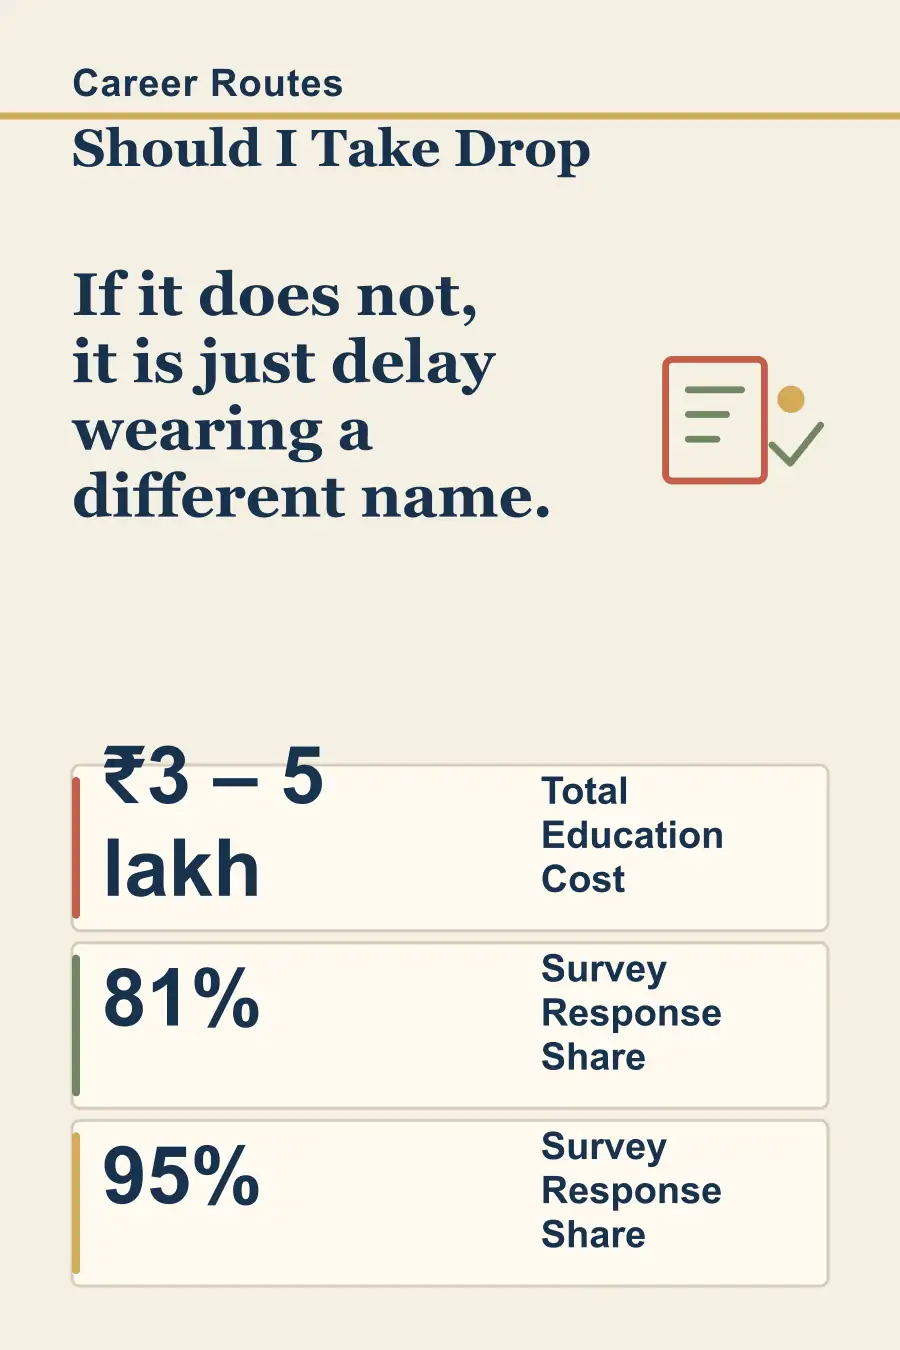 Career Routes
Should I Take Drop
If it does not,
it is just delay
wearing a
different name.
₹3 – 5
lakh
Total
Education
Cost
81%
Survey
Response
Share
95%
Survey
Response
Share